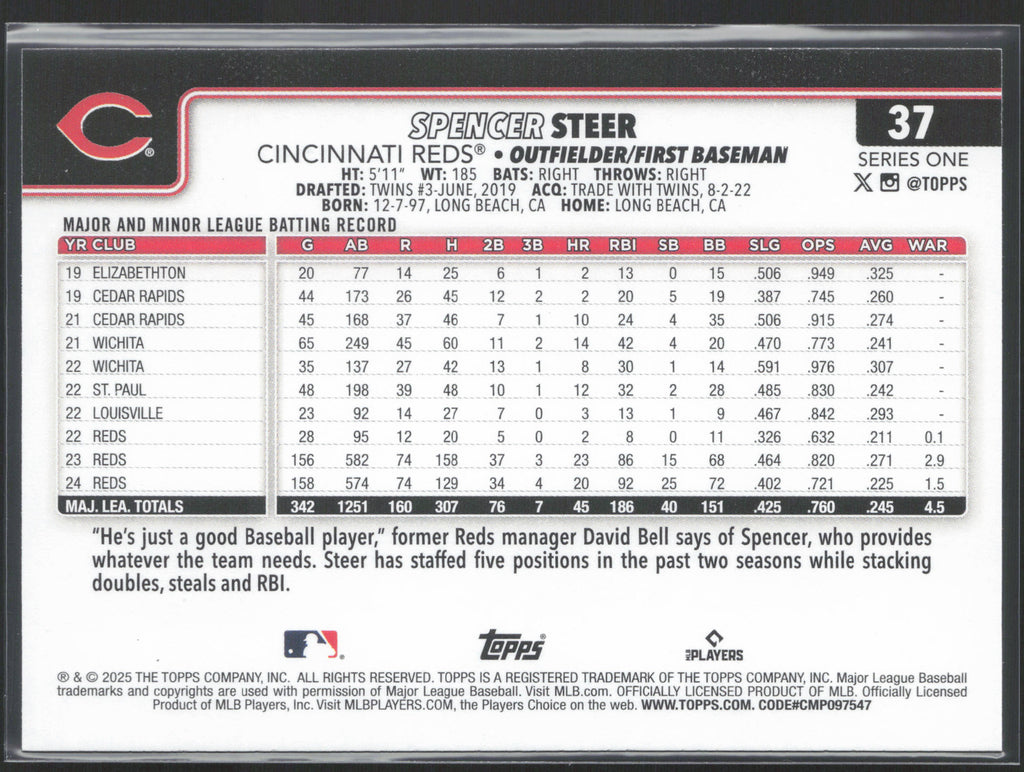 37
SPENCER STEER
CINCINNATI REDS® • OUTFIELDER/FIRST BASEMAN
SERIES ONE
HT: 5'11" WT: 185 BATS: RIGHT THROWS: RIGHT
@TOPPS
DRAFTED: TWINS #3-JUNE, 2019 ACQ: TRADE WITH TWINS, 8-2-22
BORN: 12-7-97, LONG BEACH, CA HOME: LONG BEACH, CA
MAJOR AND MINOR LEAGUE BATTING RECORD
YR CLUB G AB R H 2B 3B HR RBI SB BB SLG OPS AVG WAR
19 ELIZABETHTON 20 77 14 25 6 1 2 13 0 15 .506 .949 .325 -
19 CEDAR RAPIDS 44 173 26 45 12 2 2 20 5 19 .387 .745 .260 -
21 CEDAR RAPIDS 45 168 37 46 7 1 10 24 4 35 .506 .915 .274 -
21 WICHITA 65 249 45 60 11 2 14 42 4 20 .470 .773 .241 -
22 WICHITA 35 137 27 42 13 1 8 30 1 14 .591 .976 .307 -
22 ST. PAUL 48 198 39 48 10 1 12 32 2 28 .485 .830 .242 -
22 LOUISVILLE 23 92 14 27 7 0 3 13 1 9 .467 .842 .293 -
22 REDS 28 95 12 20 5 0 2 8 0 11 .326 .632 .211 0.1
23 REDS 156 582 74 158 37 3 23 86 15 68 .464 .820 .271 2.9
24 REDS 158 574 74 129 34 4 20 92 25 72 .402 .721 .225 1.5
MAJ. LEA. TOTALS 342 1251 160 307 76 7 45 186 40 151 .425 .760 .245 4.5
"He's just a good Baseball player," former Reds manager David Bell says of Spencer, who provides
whatever the team needs. Steer has staffed five positions in the past two seasons while stacking
doubles, steals and RBI.
Topps® MLB PLAYERS
® & © 2025 THE TOPPS COMPANY, INC. ALL RIGHTS RESERVED. TOPPS IS A REGISTERED TRADEMARK OF THE TOPPS COMPANY, INC. Major League Baseball
trademarks and copyrights are used with permission of Major League Baseball. Visit MLB.com. OFFICIALLY LICENSED PRODUCT OF MLB. Officially Licensed
Product of MLB Players, Inc. Visit MLBPLAYERS.COM, the Players Choice on the web. WWW.TOPPS.COM. CODE#CMP097547